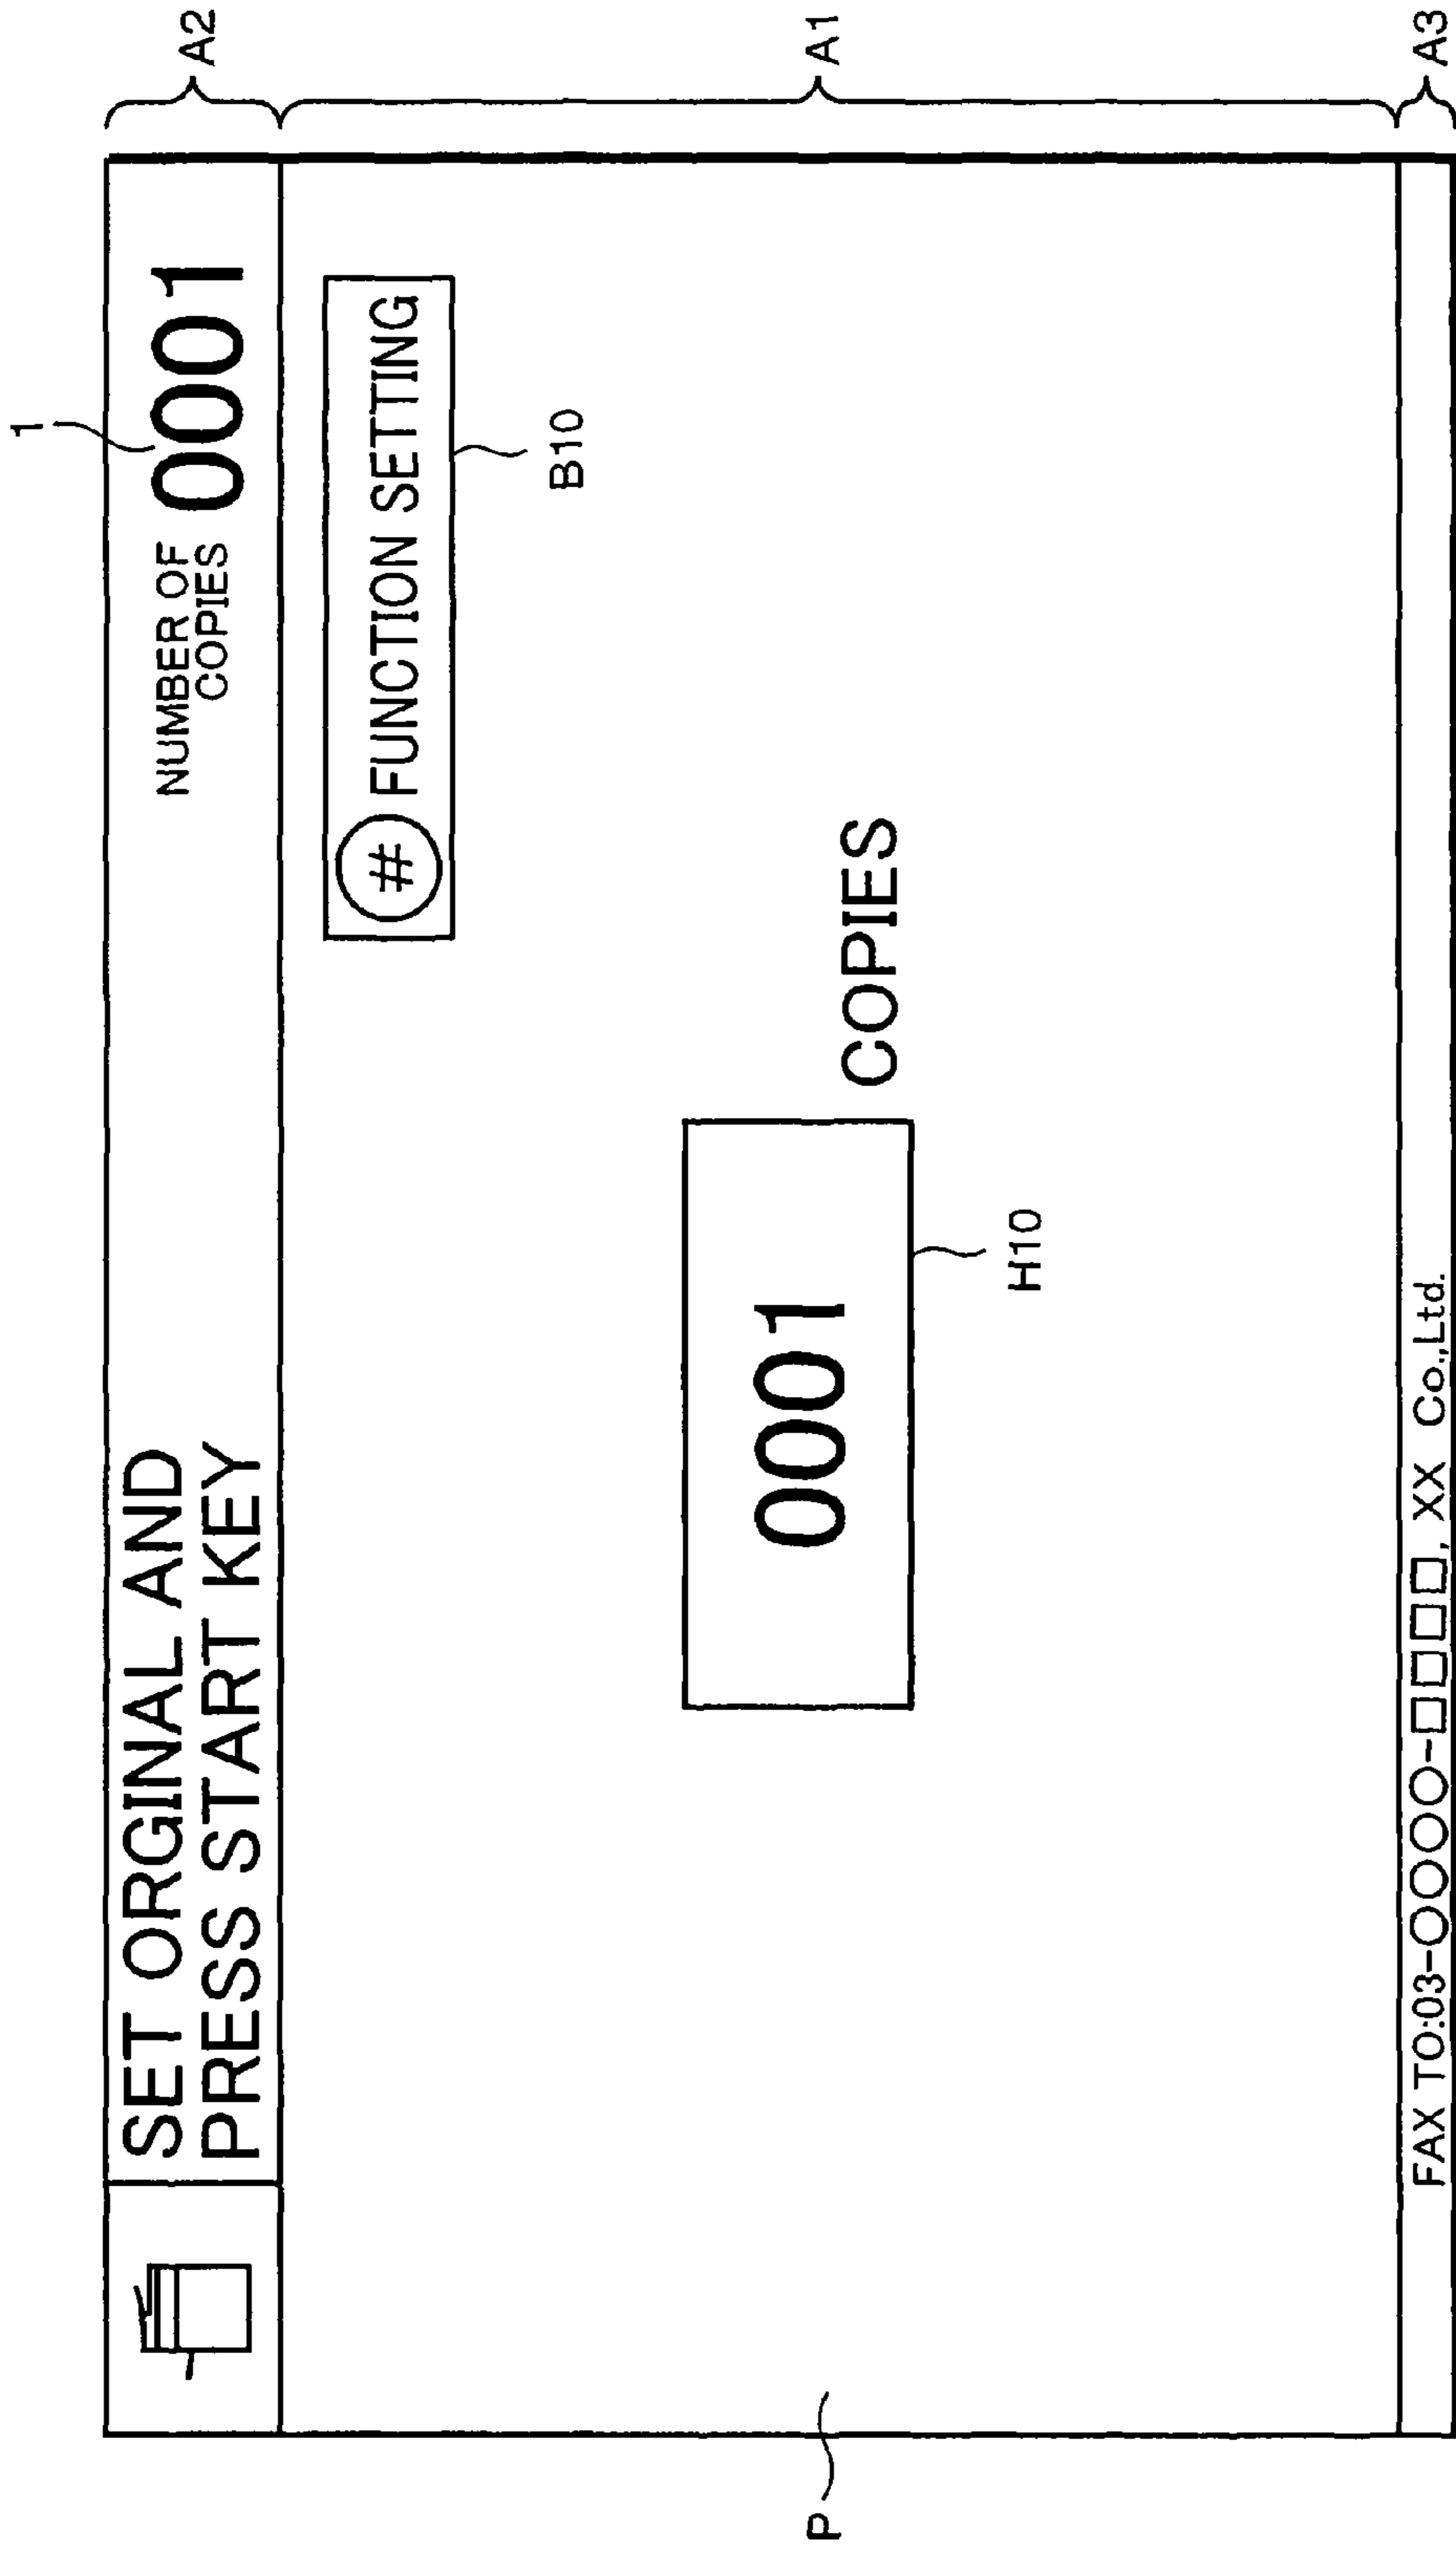 1
SET ORGINAL AND
PRESS START KEY
NUMBER OF
COPIES
0001
A2
# FUNCTION SETTING
B10
0001
COPIES
H10
P
A1
FAX TO:03-○○○○-□□□□, XX Co.,Ltd.
A3